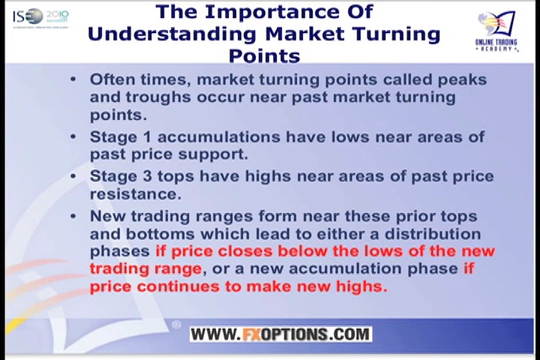 The Importance Of
Understanding Market Turning
Points
ISE 2010
ONLINE TRADING
ACADEMY
• Often times, market turning points called peaks
and troughs occur near past market turning
points.
• Stage 1 accumulations have lows near areas of
past price support.
• Stage 3 tops have highs near areas of past price
resistance.
• New trading ranges form near these prior tops
and bottoms which lead to either a distribution
phases if price closes below the lows of the new
trading range, or a new accumulation phase if
price continues to make new highs.
®
WWW.FXOPTIONS.COM